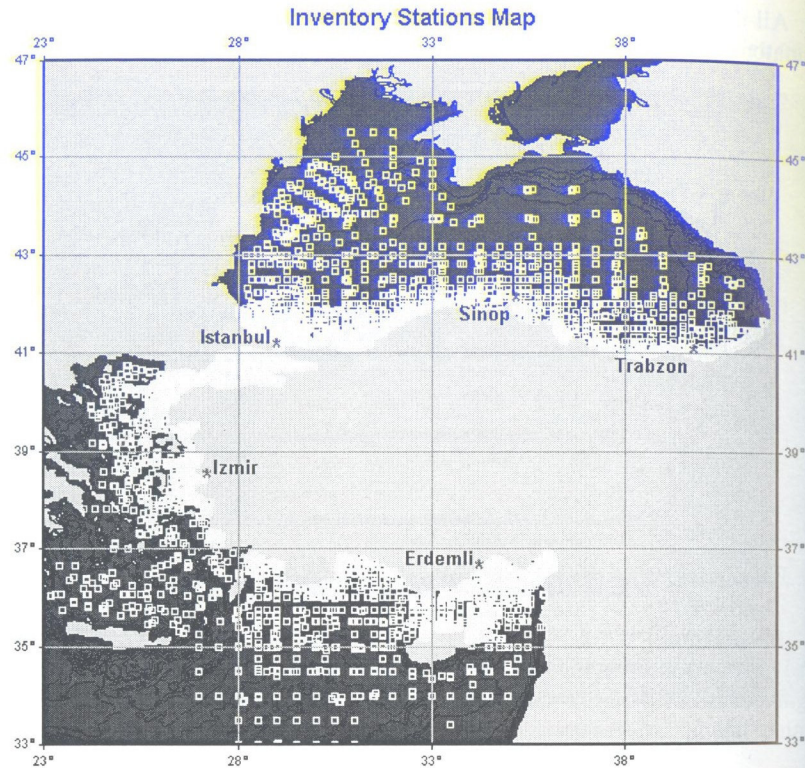 Inventory Stations Map
23° 28° 33° 38°
47° 47°
45° 45°
43° 43°
Sinop
Istanbul
41° 41°
Trabzon
39° 39°
Izmir
37° 37°
Erdemli
35° 35°
33° 33°
23° 28° 33° 38°